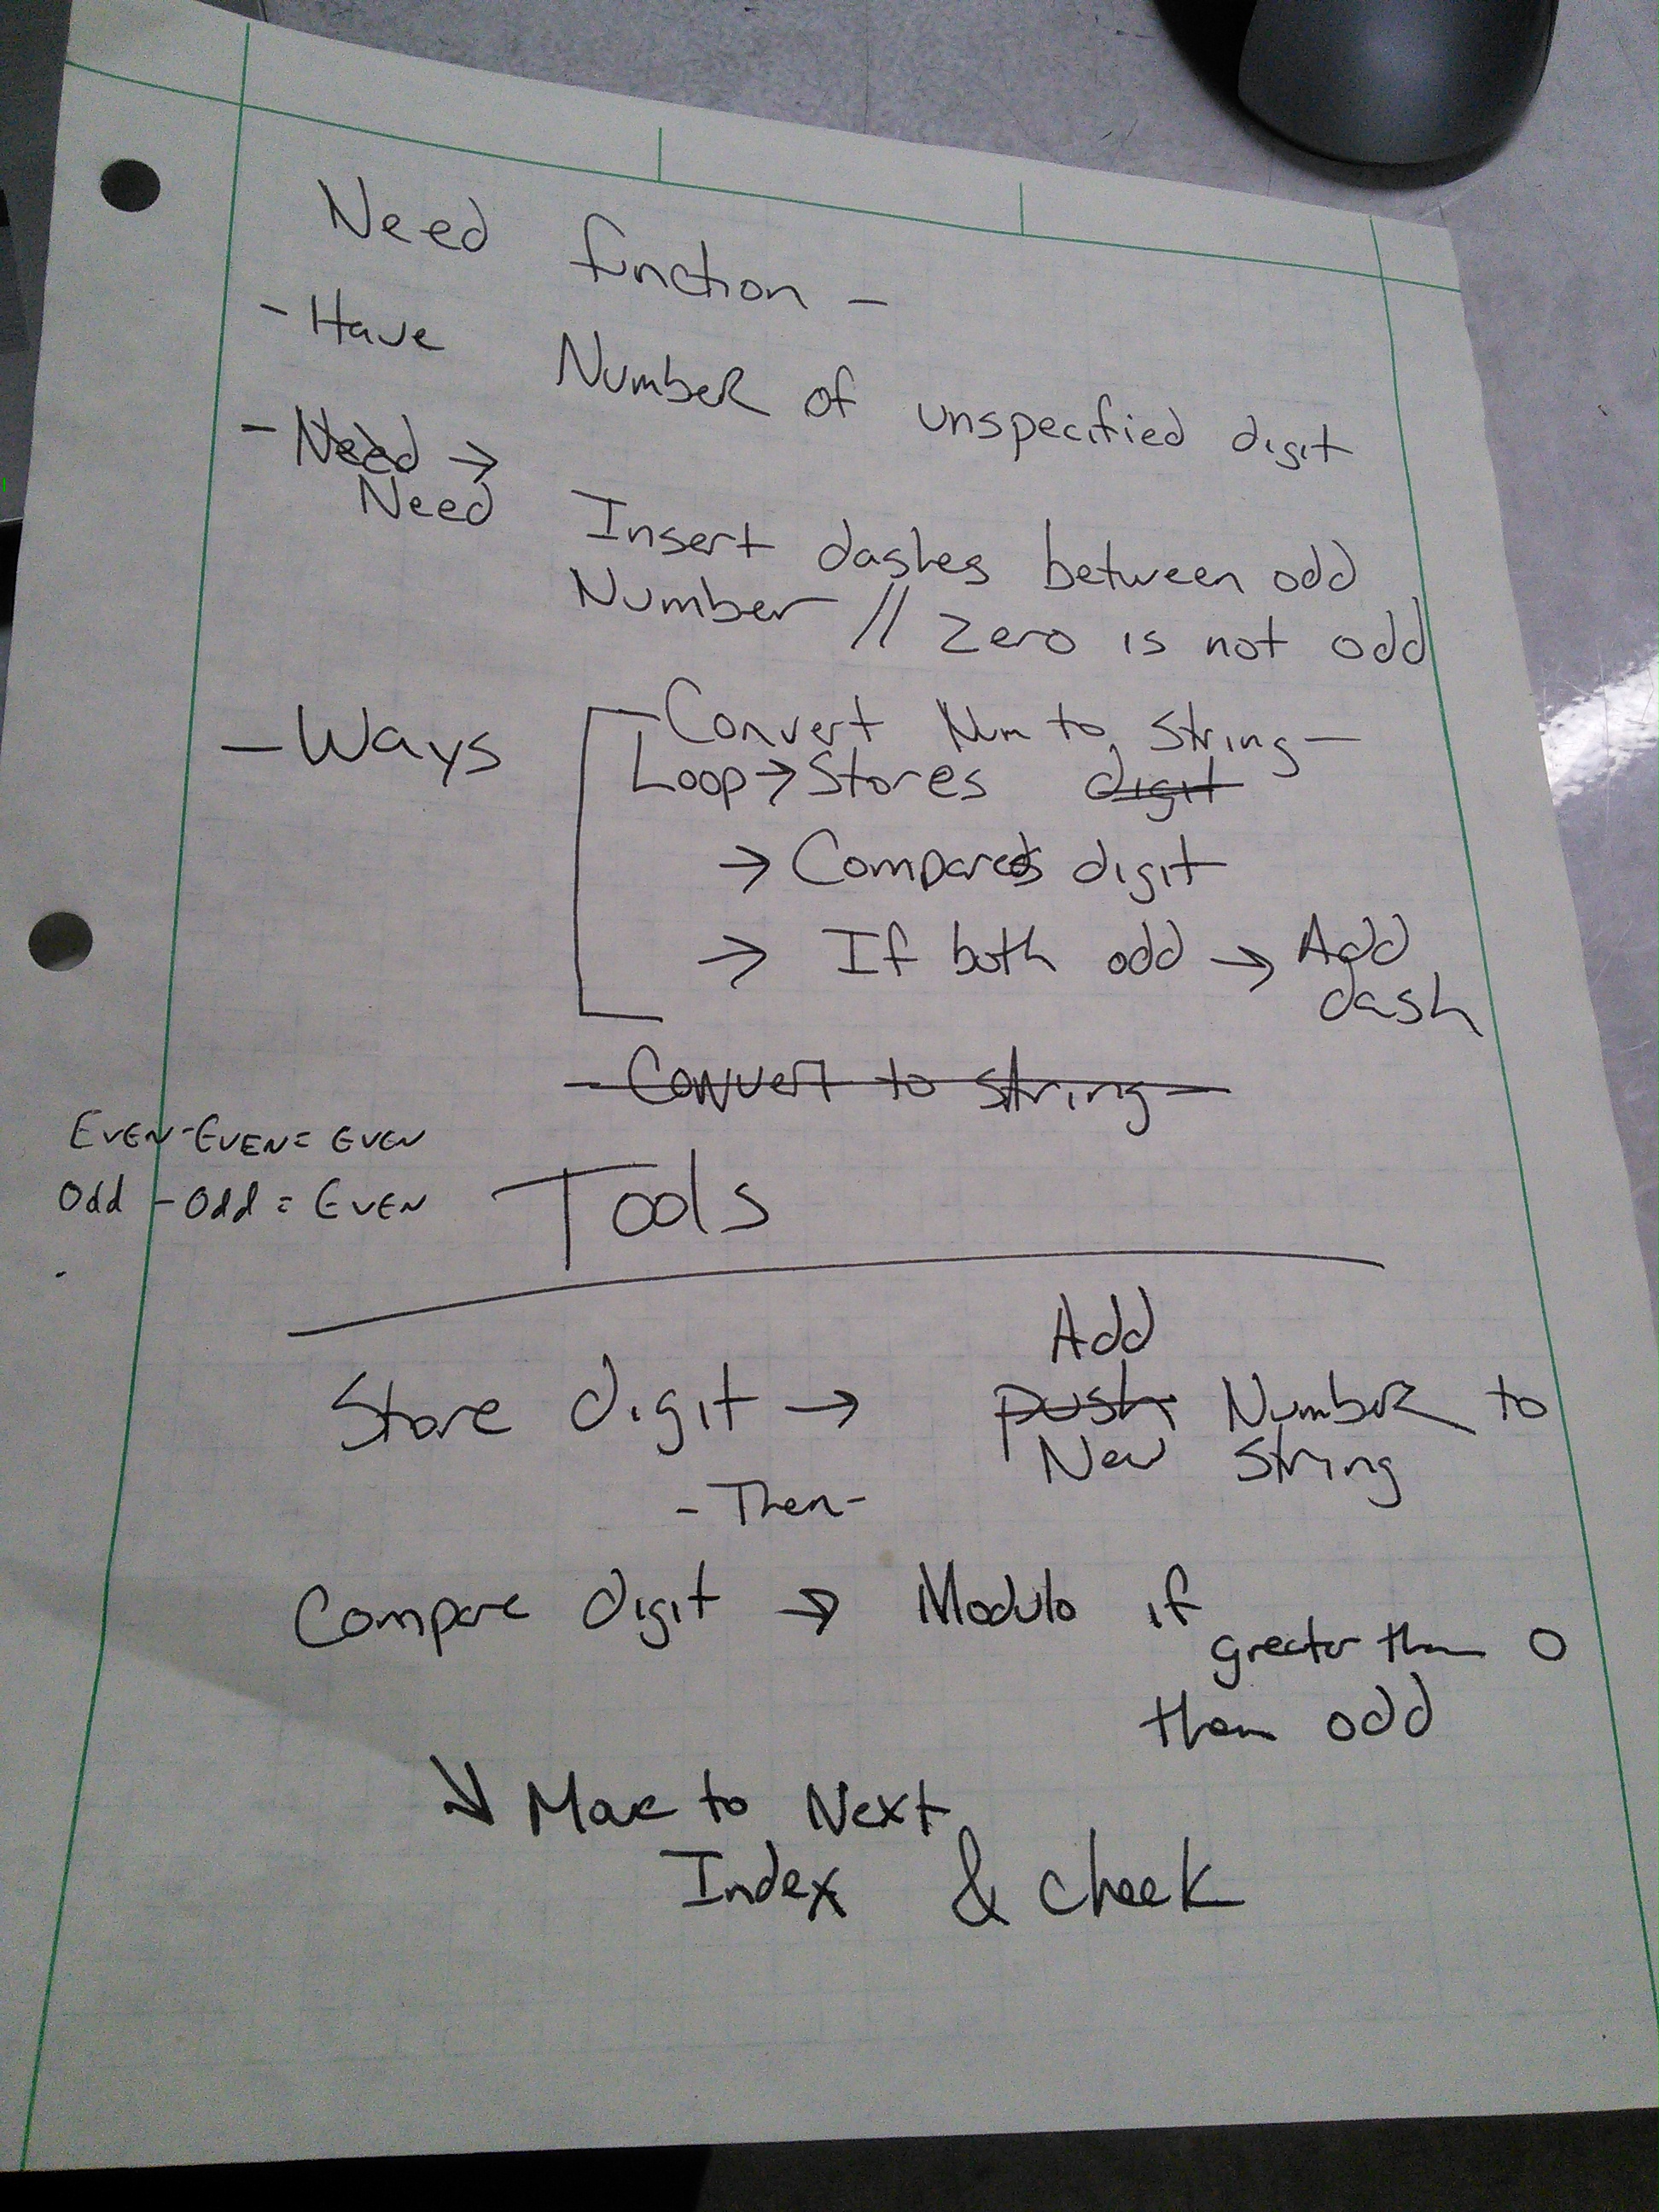 Need function -
- Have Number of unspecified digit
- Need →
Need Insert dashes between odd
Number // Zero is not odd
- Ways - Convert Num to string -
Loop → Stores digit
→ Compares digit
→ If both odd → Add
dash
- Convert to string -
EVEN - EVEN = EVEN
Odd - Odd = EVEN
Tools
Store digit → Add
push Number to
New string
- Then -
Compare digit → Modulo if
greater than 0
then odd
↘ Move to Next
Index & check